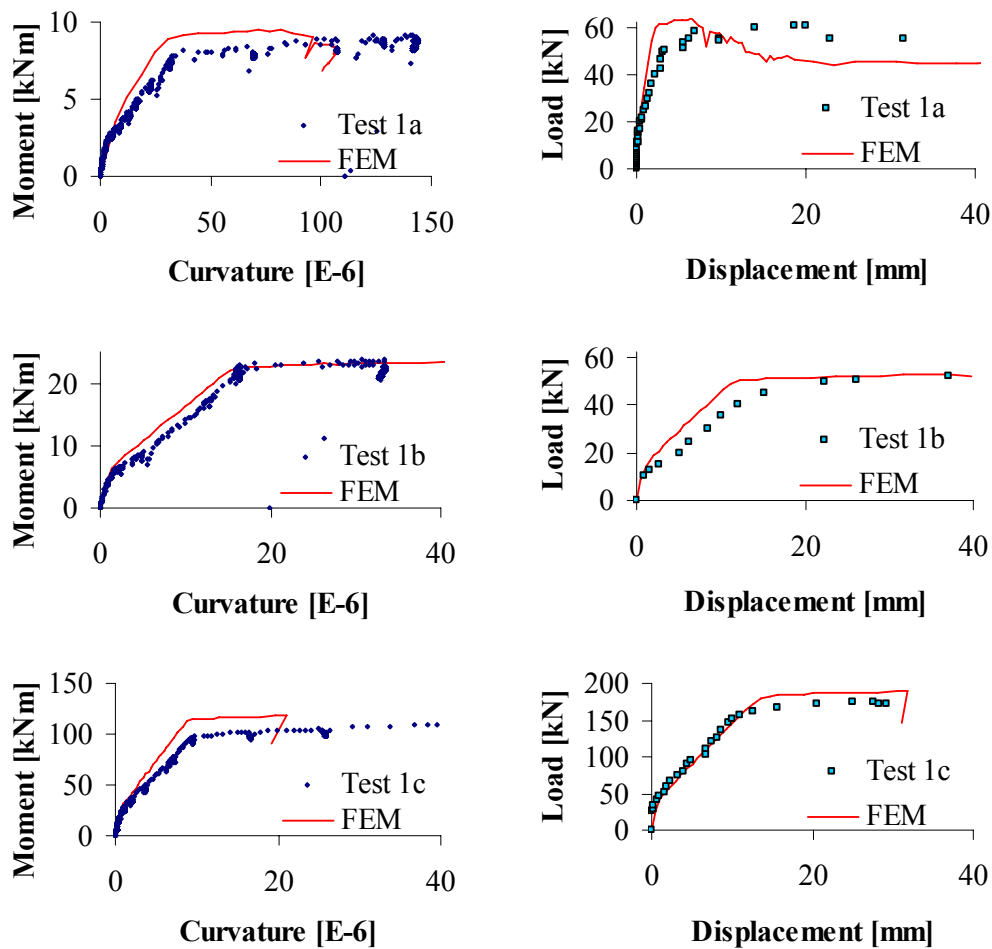 Moment [kNm]
10
5
0
Test 1a
FEM
0 50 100 150
Curvature [E-6]
Load [kN]
60
40
20
0
Test 1a
FEM
0 20 40
Displacement [mm]
Moment [kNm]
20
10
0
Test 1b
FEM
0 20 40
Curvature [E-6]
Load [kN]
60
40
20
0
Test 1b
FEM
0 20 40
Displacement [mm]
Moment [kNm]
150
100
50
0
Test 1c
FEM
0 20 40
Curvature [E-6]
Load [kN]
200
150
100
50
0
Test 1c
FEM
0 20 40
Displacement [mm]